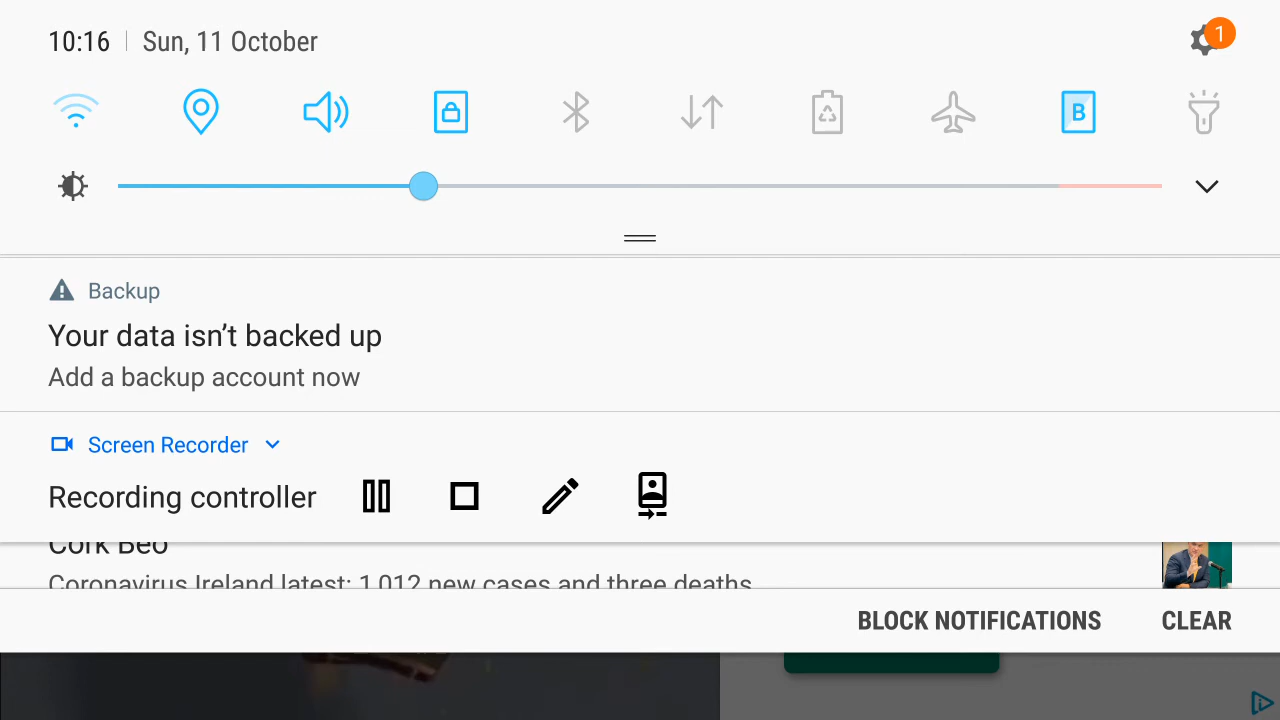 10:16 | Sun, 11 October 1
B
Backup
Your data isn't backed up
Add a backup account now
Screen Recorder
Recording controller
Cork Beo
Coronavirus Ireland latest: 1,012 new cases and three deaths
BLOCK NOTIFICATIONS CLEAR